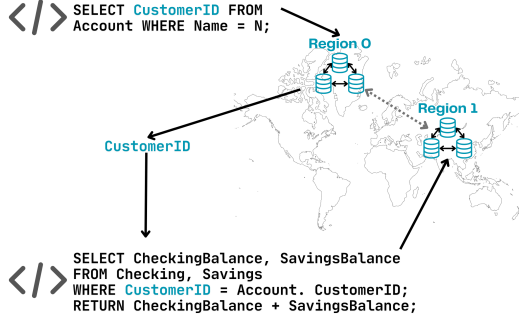 </> SELECT CustomerID FROM
Account WHERE Name = N;
Region 0
Region 1
CustomerID
</> SELECT CheckingBalance, SavingsBalance
FROM Checking, Savings
WHERE CustomerID = Account. CustomerID;
RETURN CheckingBalance + SavingsBalance;